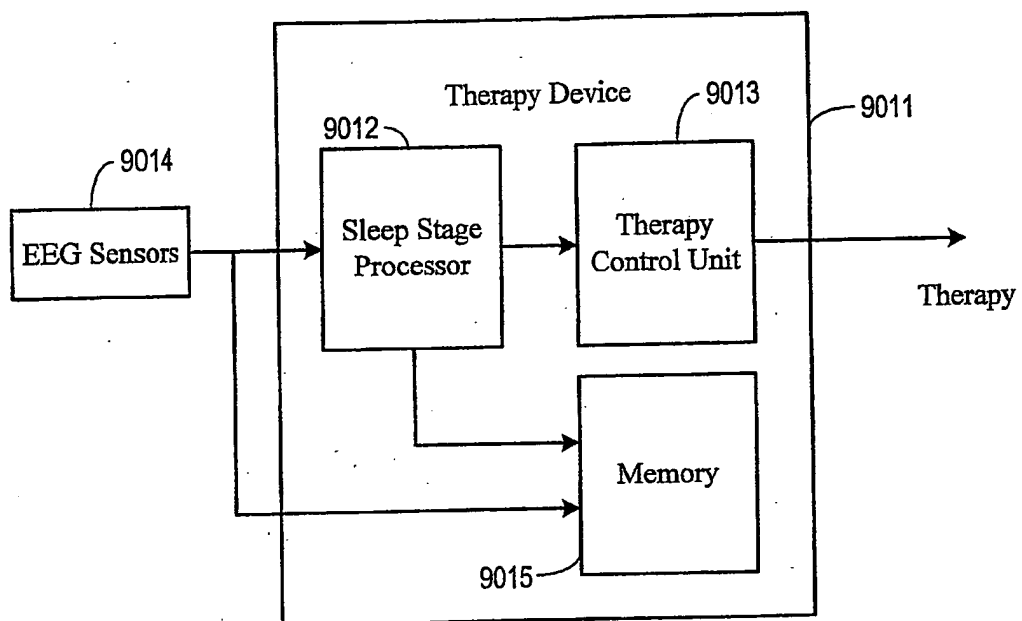 Therapy Device
9012
9013
9011
9014
EEG Sensors
Sleep Stage
Processor
Therapy
Control Unit
Therapy
Memory
9015